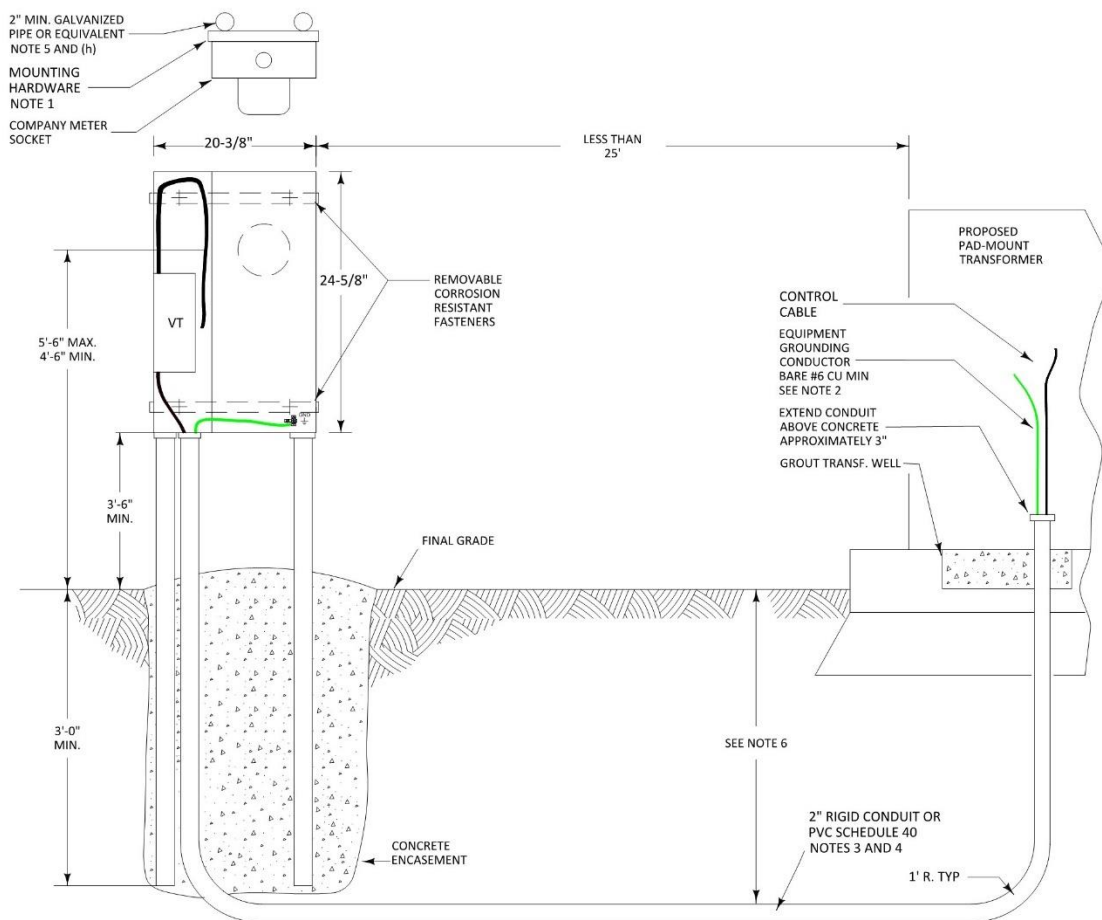 2" MIN. GALVANIZED
PIPE OR EQUIVALENT
NOTE 5 AND (h)
MOUNTING
HARDWARE
NOTE 1
COMPANY METER
SOCKET
20-3/8"
LESS THAN
25'
PROPOSED
PAD-MOUNT
TRANSFORMER
24-5/8"
REMOVABLE
CORROSION
RESISTANT
FASTENERS
CONTROL
CABLE
VT
5'-6" MAX.
4'-6" MIN.
EQUIPMENT
GROUNDING
CONDUCTOR
BARE #6 CU MIN
SEE NOTE 2
GND
EXTEND CONDUIT
ABOVE CONCRETE
APPROXIMATELY 3"
GROUT TRANSF. WELL
3'-6"
MIN.
FINAL GRADE
3'-0"
MIN.
SEE NOTE 6
2" RIGID CONDUIT OR
PVC SCHEDULE 40
NOTES 3 AND 4
CONCRETE
ENCASEMENT
1' R. TYP